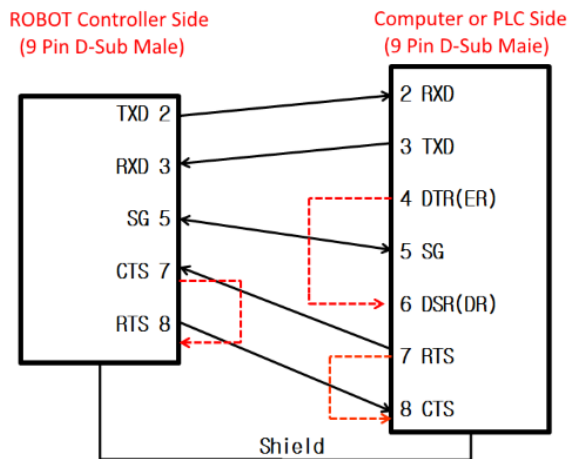 ROBOT Controller Side
(9 Pin D-Sub Male)
Computer or PLC Side
(9 Pin D-Sub Maie)
TXD 2
RXD 3
SG 5
CTS 7
RTS 8
2 RXD
3 TXD
4 DTR(ER)
5 SG
6 DSR(DR)
7 RTS
8 CTS
Shield